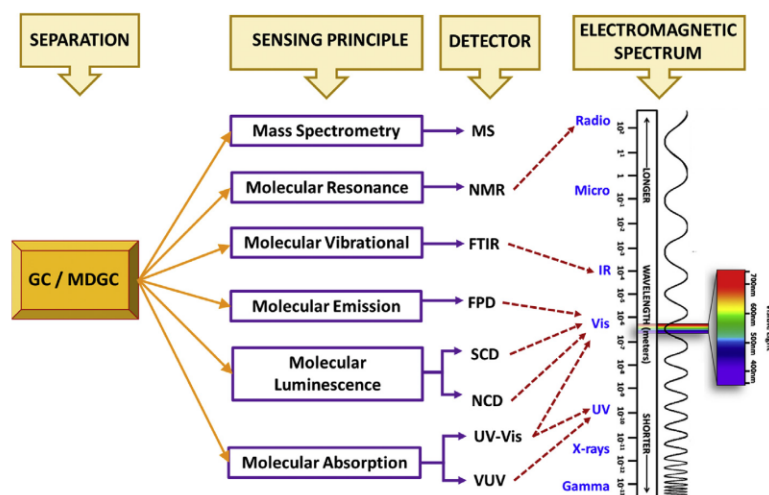 SEPARATION
SENSING PRINCIPLE
DETECTOR
ELECTROMAGNETIC
SPECTRUM
GC / MDGC
Mass Spectrometry
Molecular Resonance
Molecular Vibrational
Molecular Emission
Molecular
Luminescence
Molecular Absorption
MS
NMR
FTIR
FPD
SCD
NCD
UV-Vis
VUV
Radio
Micro
IR
Vis
UV
X-rays
Gamma
LONGER
WAVELENGTH (meters)
SHORTER
700nm
600nm
500nm
400nm